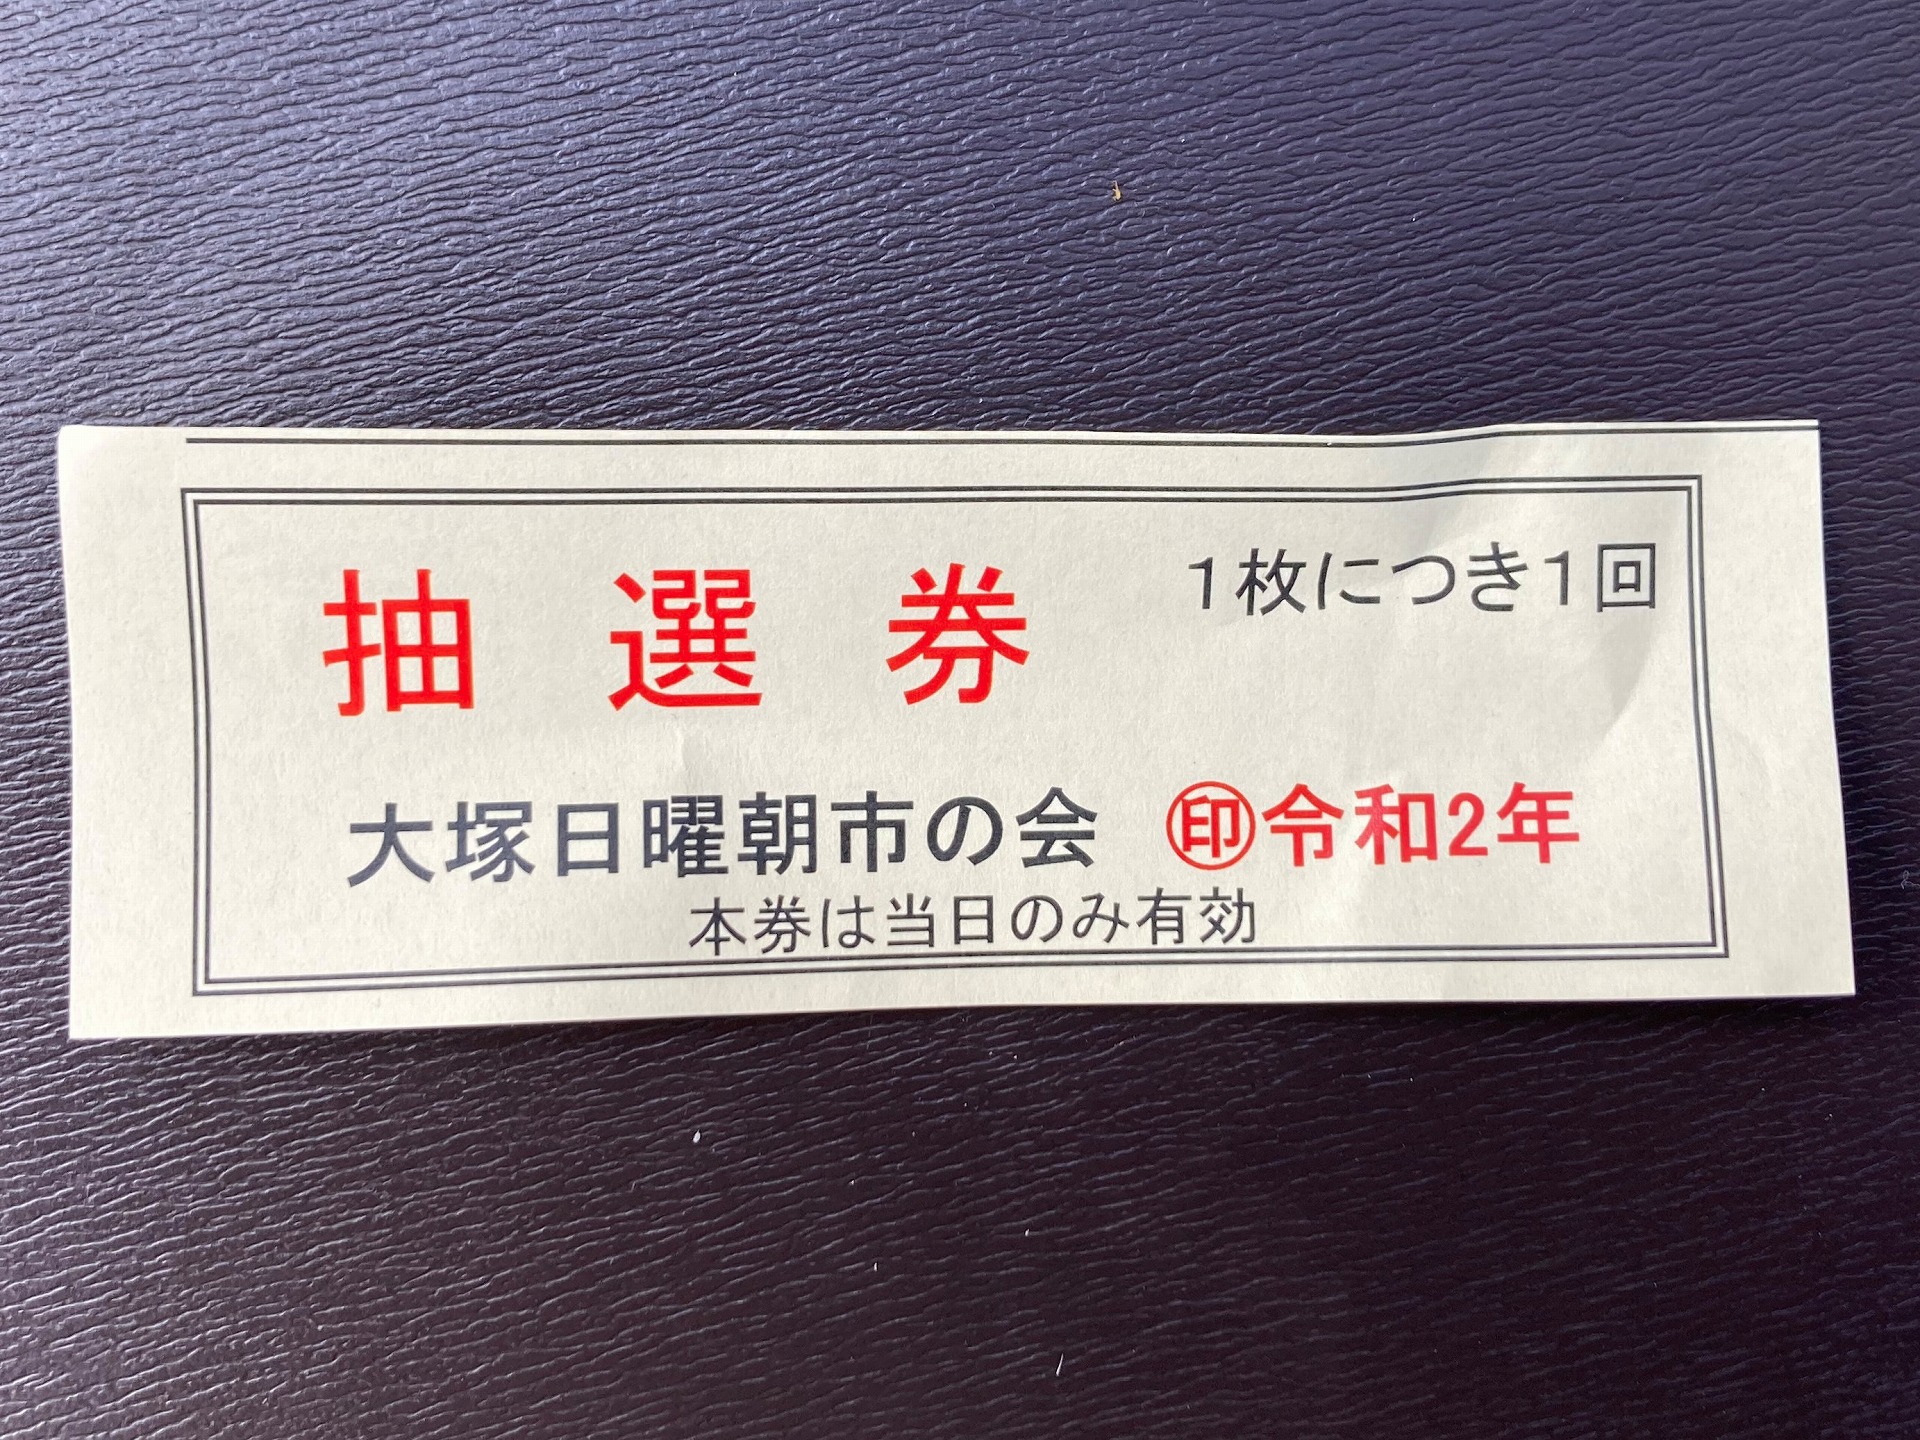 抽選券 1枚につき1回
大塚日曜朝市の会 ㊞令和2年
本券は当日のみ有効